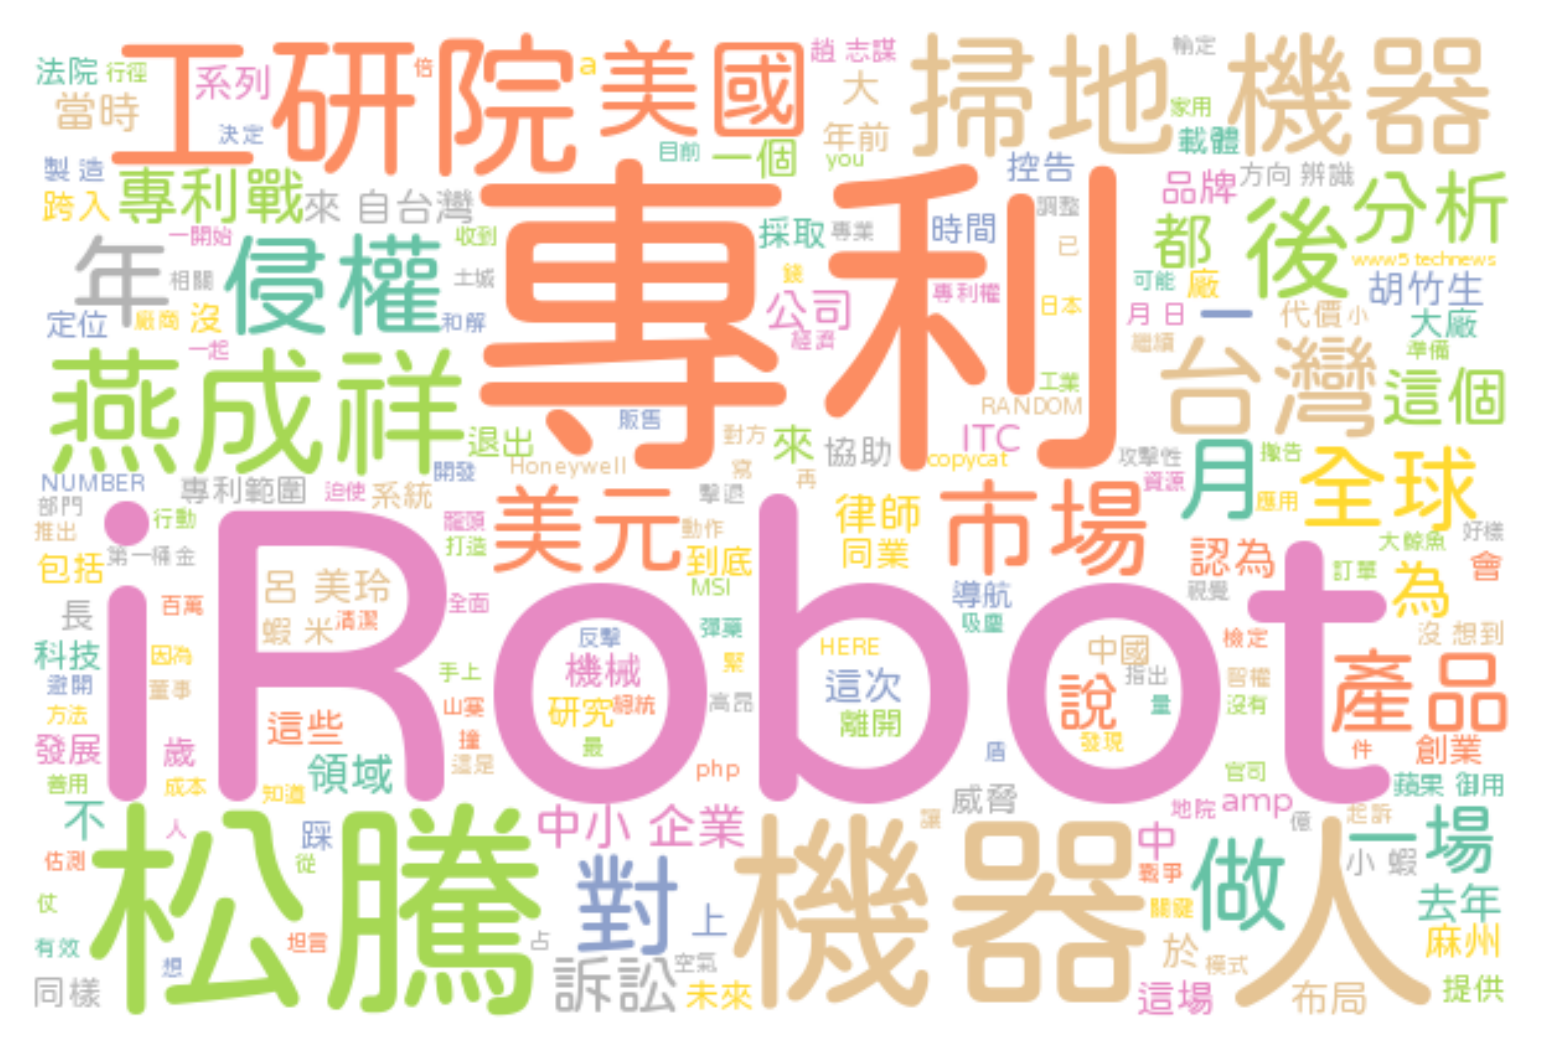 法院 行徑 系列 倍 a 趙 志謀 輸定
工研院 美國 掃地 機器
當時 決定 大 年前 家用 載體
製 造 目前 一個 you 控告 方向 辨識
跨入 專利戰 來 自台灣 品牌 分析
一開始 收到 採取 專業 時間 調整 都 後
年 相關 侵權 土城 專利 錢 已 www5 technews
公司 專利權 日本 可能 廠 胡竹生
定位 廠商 沒 和解 經濟 月 日 一 代價 小 大廠
一起 繼續 準備
燕成祥 工業 台灣 這個
販售 RANDOM
退出 對方 來 協助 ITC 攻擊性 撤告
NUMBER 開發 Honeywell 寫 再 copycat 資源 月 全球
部門 專利範圍 迫使 系統 擊退 應用
推出 行動 龍頭 美元 動作 律師 市場 好樣
包括 第一桶金 打造 到底 同業 認為 大鯨魚 會
iRobot
長 百萬 呂 美玲 全面 MSI 導航 視覺 訂單 為
蝦 米 清潔 彈藥 吸塵 沒 想到
科技 因為 反擊 HERE 中國 檢定
避開 董事 手上 機械 緊 這次 指出 智權 產品
方法 山寨 研究 總統 高昂 離開 說 量 沒有
發展 歲 這些 撞 最 盾 發現 件 創業
善用 成本 領域 這是 php 官司 蘋果 御用
知道 威脅 地院 amp 起訴
不 人 踩 中小 企業 讓 億
松騰 機器人 中 做 一場
估測 從 對 戰爭 小 蝦
仗 上 關鍵 去年
有效 坦言 占 於 麻州
想 空氣 模式
同樣 訴訟 未來 這場 布局 提供